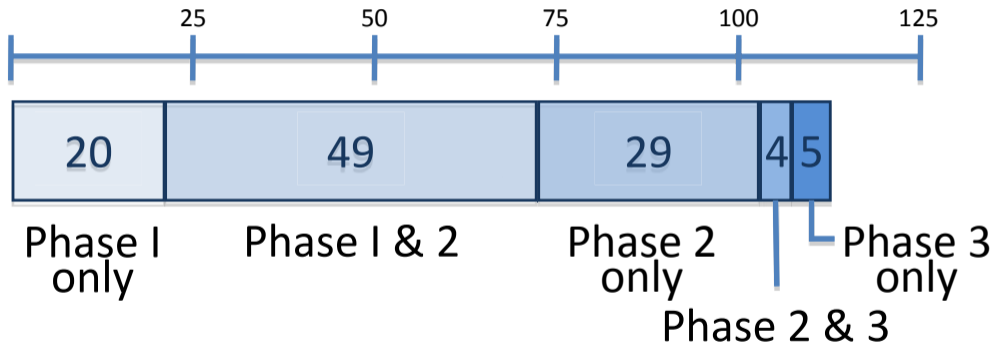 25 50 75 100 125
20 49 29 4 5
Phase I only
Phase I & 2
Phase 2 only
Phase 3 only
Phase 2 & 3